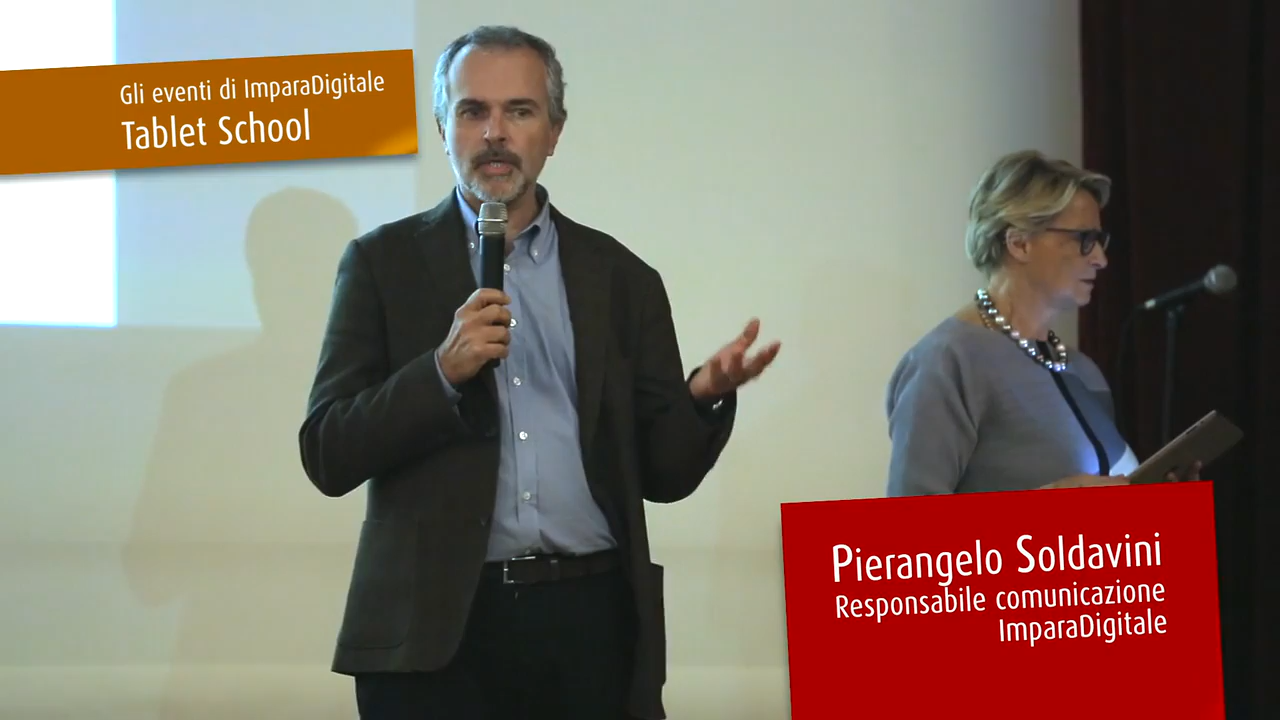 Gli eventi di ImparaDigitale
Tablet School
Pierangelo Soldavini
Responsabile comunicazione
ImparaDigitale